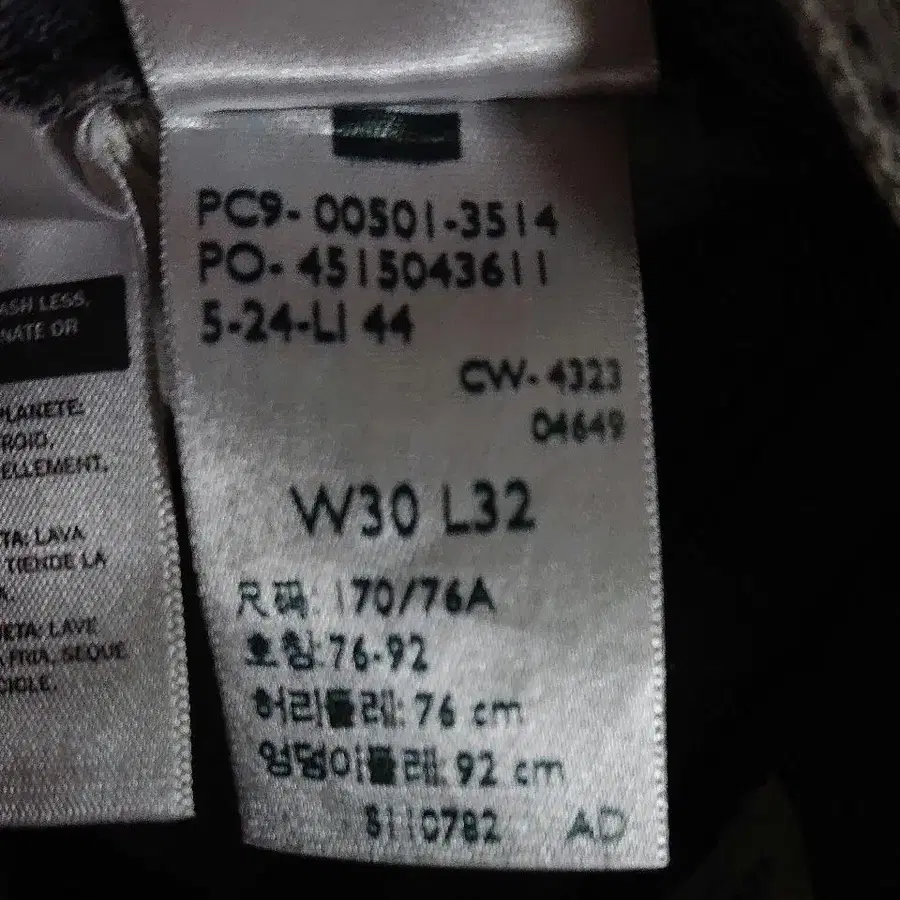 ASH LESS,
NATE OR
PLANETE:
ROID,
ELLEMENT,
TA: LAVA
TIENDE LA
A.
ETA: LAVE
FRIA, SEQUE
CICLE.
PC9- 00501-3514
PO- 4515043611
5-24-LI 44
CW- 4323
04649
W30 L32
尺码: 170/76A
호칭:76-92
허리둘레: 76 cm
엉덩이둘레: 92 cm
S110782 AD